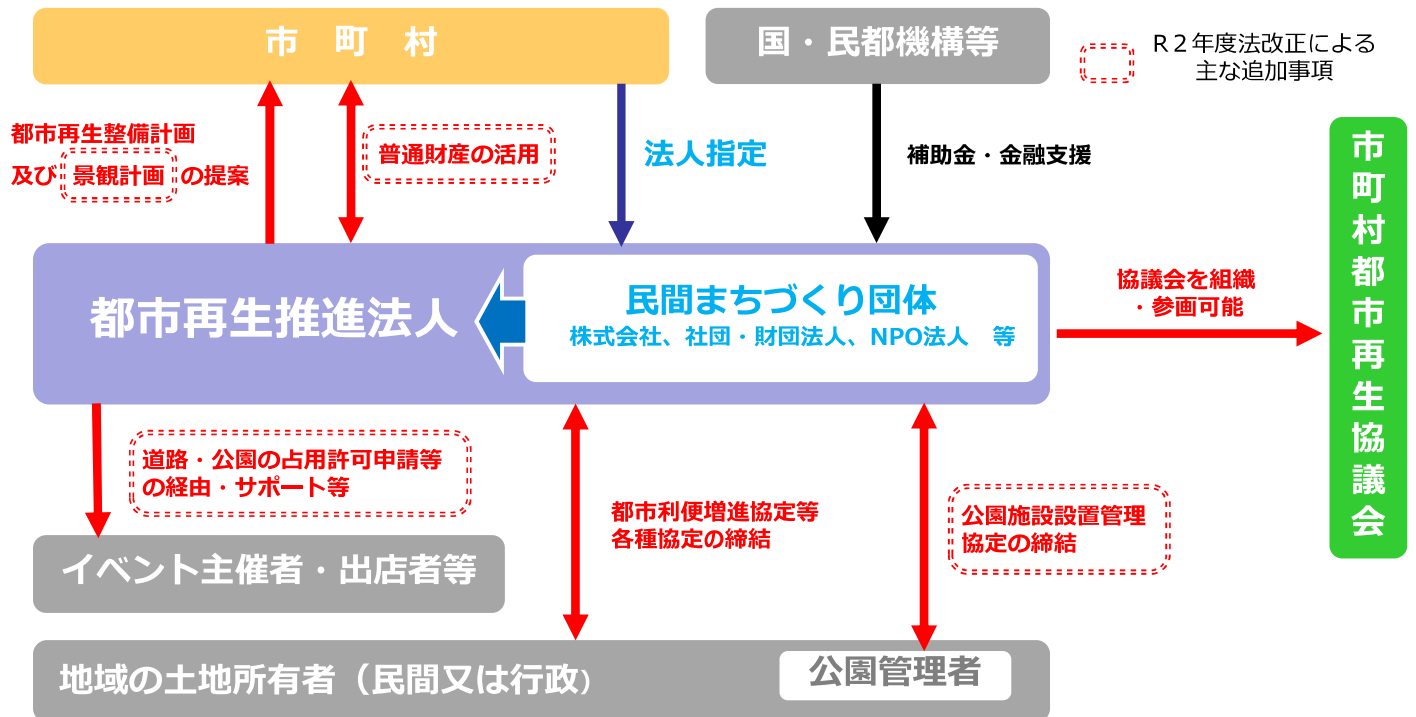 市　町　村
国・民都機構等
R２年度法改正による
主な追加事項
都市再生整備計画
及び 景観計画 の提案
普通財産の活用
法人指定
補助金・金融支援
市町村都市再生協議会
都市再生推進法人
民間まちづくり団体
株式会社、社団・財団法人、NPO法人　等
協議会を組織
・参画可能
道路・公園の占用許可申請等
の経由・サポート等
都市利便増進協定等
各種協定の締結
公園施設設置管理
協定の締結
イベント主催者・出店者等
地域の土地所有者（民間又は行政）
公園管理者